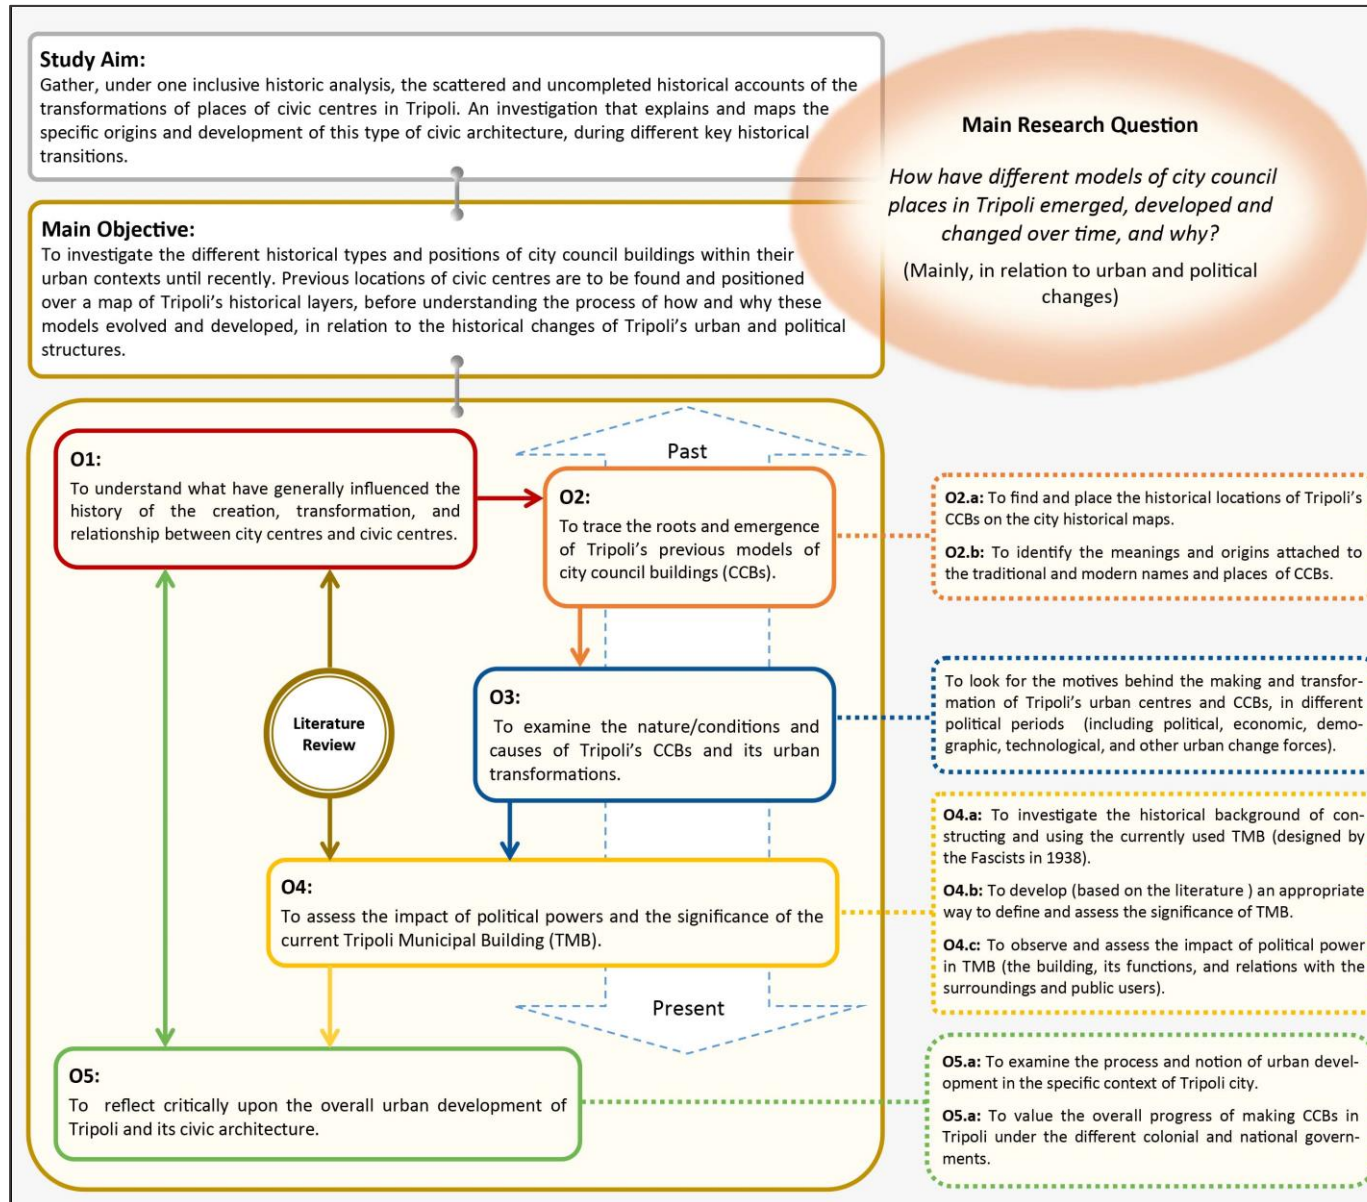 Study Aim:
Gather, under one inclusive historic analysis, the scattered and uncompleted historical accounts of the
transformations of places of civic centres in Tripoli. An investigation that explains and maps the
specific origins and development of this type of civic architecture, during different key historical
transitions.
Main Research Question
How have different models of city council
places in Tripoli emerged, developed and
changed over time, and why?
(Mainly, in relation to urban and political
changes)
Main Objective:
To investigate the different historical types and positions of city council buildings within their
urban contexts until recently. Previous locations of civic centres are to be found and positioned
over a map of Tripoli's historical layers, before understanding the process of how and why these
models evolved and developed, in relation to the historical changes of Tripoli's urban and political
structures.
Past
O1:
To understand what have generally influenced the
history of the creation, transformation, and
relationship between city centres and civic centres.
O2:
To trace the roots and emergence
of Tripoli's previous models of
city council buildings (CCBs).
O2.a: To find and place the historical locations of Tripoli's
CCBs on the city historical maps.
O2.b: To identify the meanings and origins attached to
the traditional and modern names and places of CCBs.
Literature
Review
O3:
To examine the nature/conditions and
causes of Tripoli's CCBs and its urban
transformations.
To look for the motives behind the making and transfor-
mation of Tripoli's urban centres and CCBs, in different
political periods (including political, economic, demo-
graphic, technological, and other urban change forces).
O4:
To assess the impact of political powers and the significance of the
current Tripoli Municipal Building (TMB).
O4.a: To investigate the historical background of con-
structing and using the currently used TMB (designed by
the Fascists in 1938).
O4.b: To develop (based on the literature ) an appropriate
way to define and assess the significance of TMB.
O4.c: To observe and assess the impact of political power
in TMB (the building, its functions, and relations with the
surroundings and public users).
Present
O5:
To reflect critically upon the overall urban development of
Tripoli and its civic architecture.
O5.a: To examine the process and notion of urban devel-
opment in the specific context of Tripoli city.
O5.a: To value the overall progress of making CCBs in
Tripoli under the different colonial and national govern-
ments.